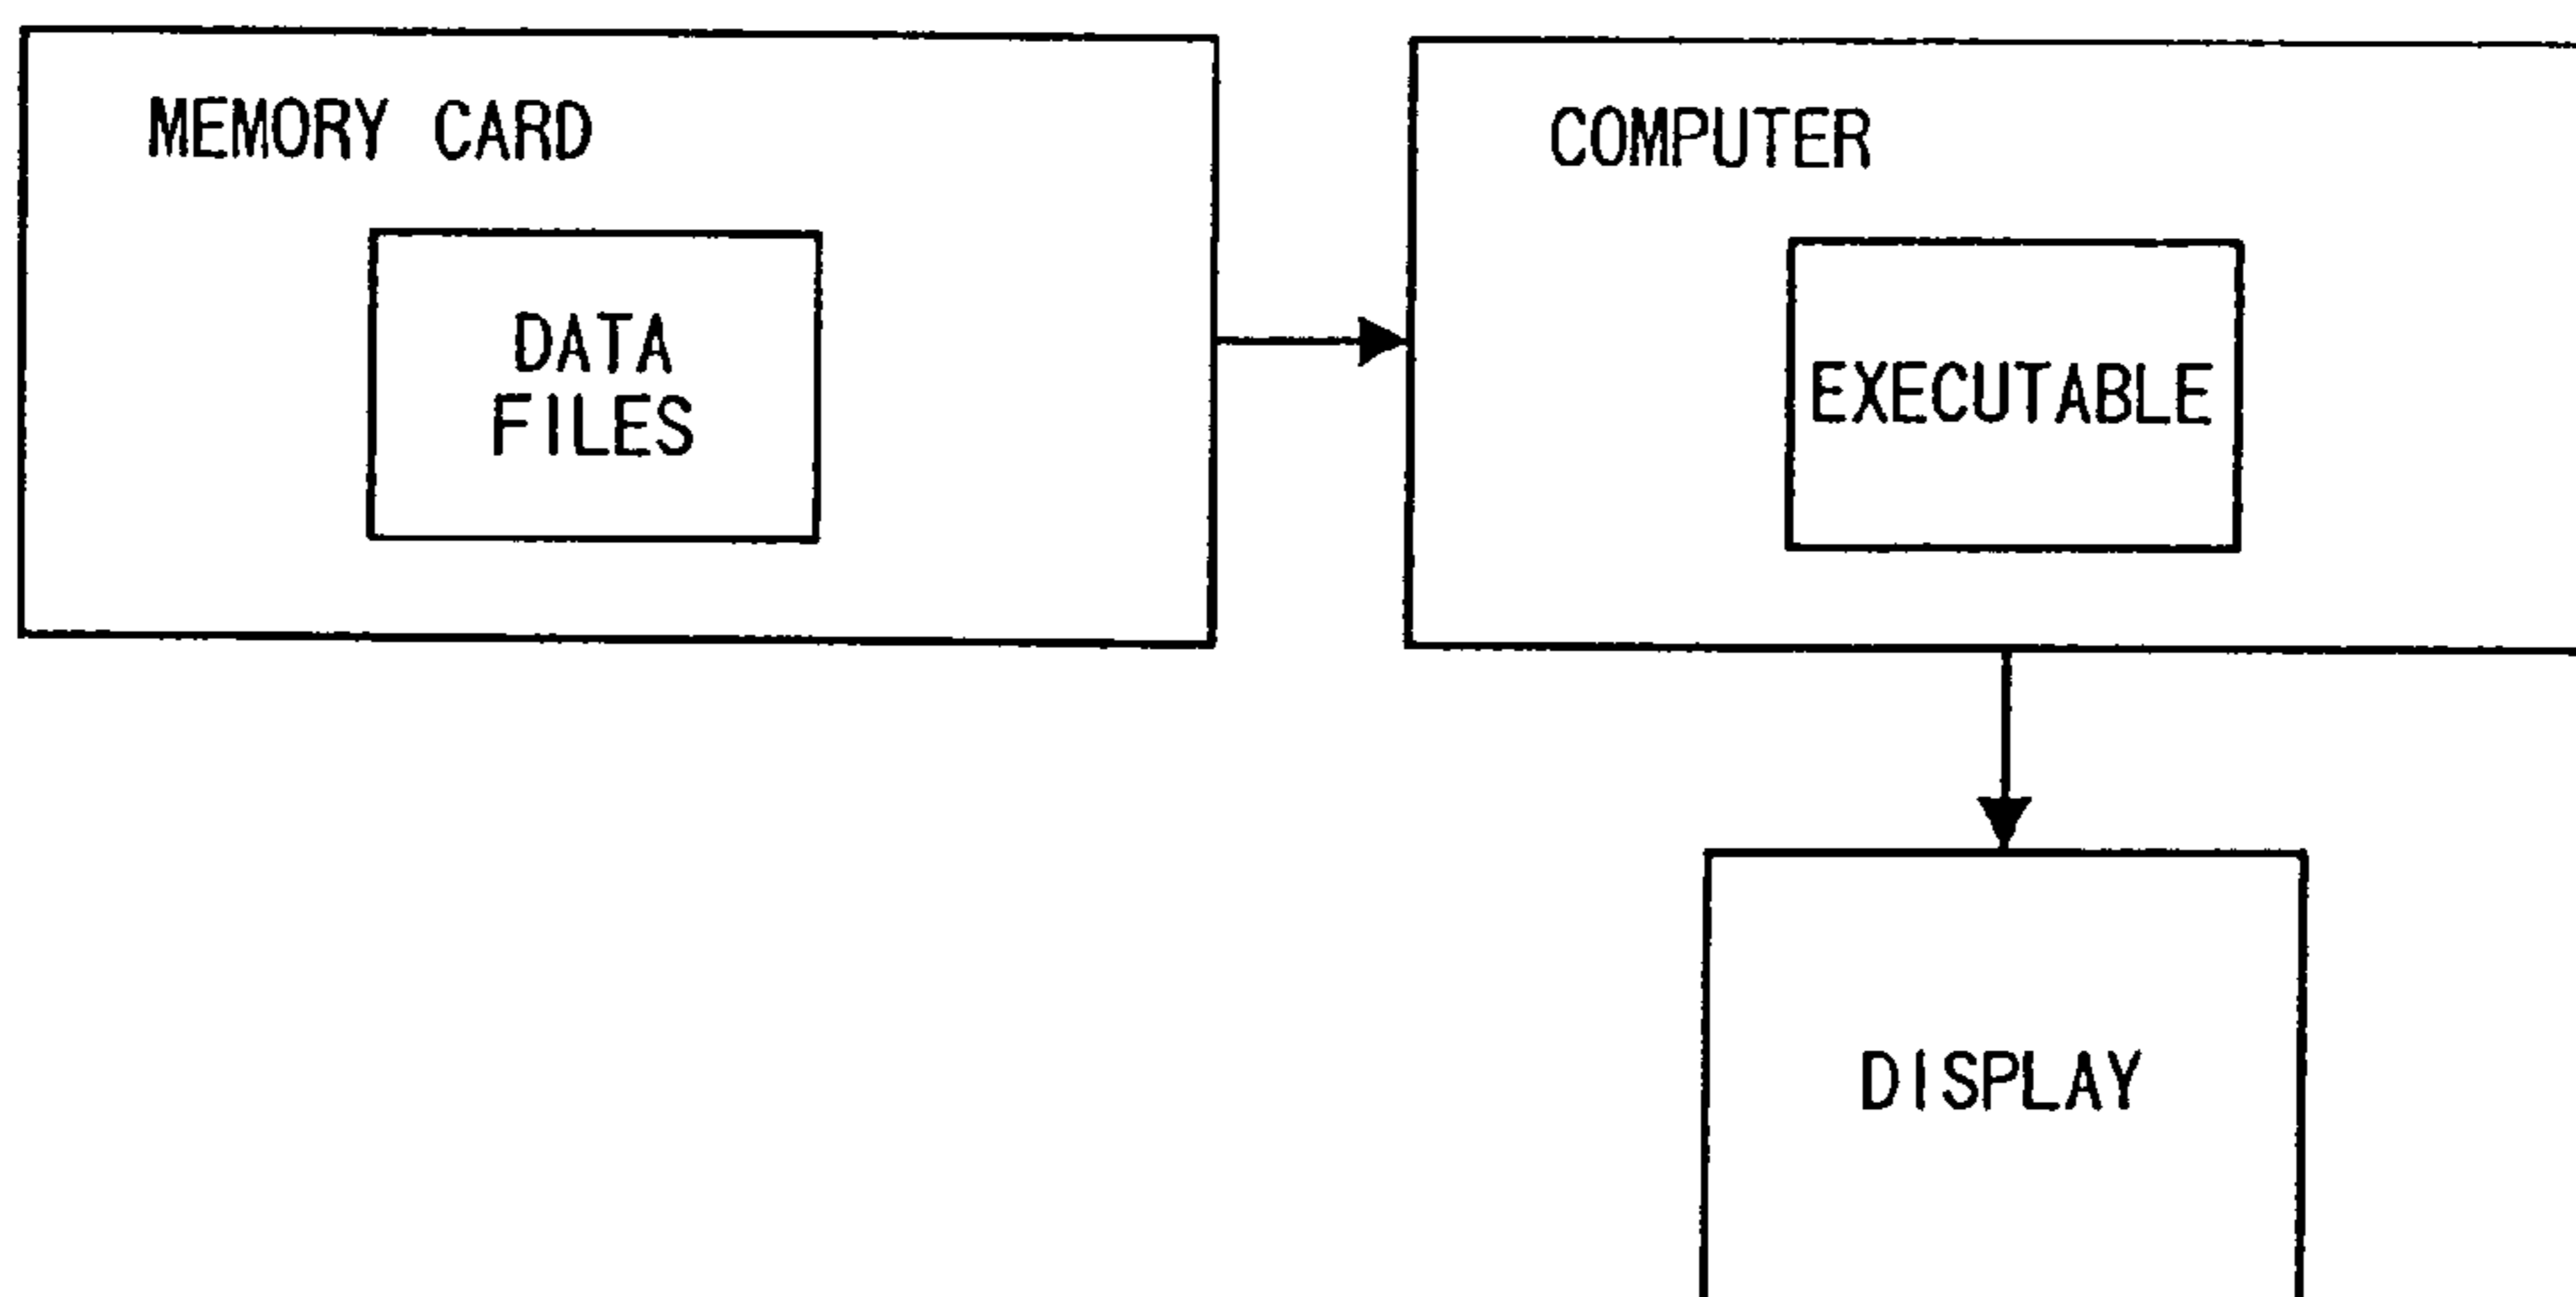 MEMORY CARD
DATA
FILES
COMPUTER
EXECUTABLE
DISPLAY